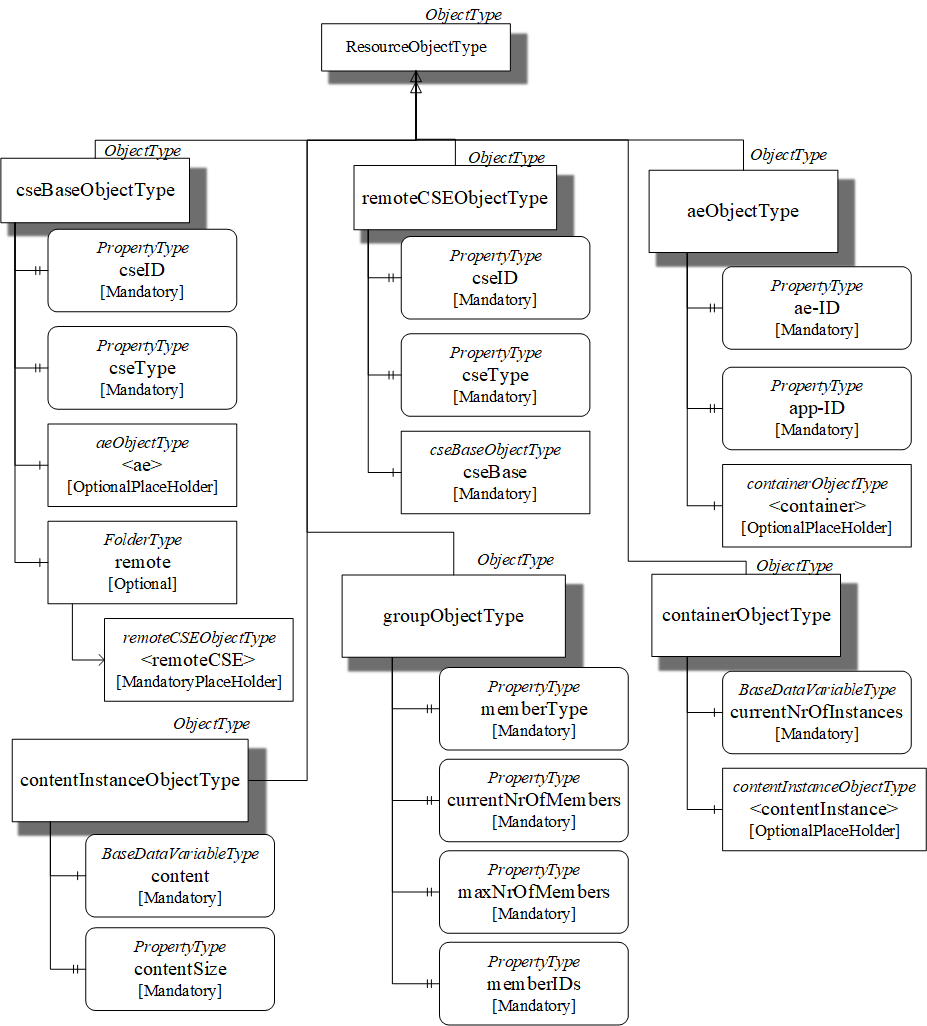 ObjectType
ResourceObjectType
ObjectType
cseBaseObjectType
PropertyType
cseID
[Mandatory]
PropertyType
cseType
[Mandatory]
aeObjectType
<ae>
[OptionalPlaceHolder]
FolderType
remote
[Optional]
remoteCSEObjectType
<remoteCSE>
[MandatoryPlaceHolder]
ObjectType
remoteCSEObjectType
PropertyType
cseID
[Mandatory]
PropertyType
cseType
[Mandatory]
cseBaseObjectType
cseBase
[Mandatory]
ObjectType
aeObjectType
PropertyType
ae-ID
[Mandatory]
PropertyType
app-ID
[Mandatory]
containerObjectType
<container>
[OptionalPlaceHolder]
ObjectType
contentInstanceObjectType
BaseDataVariableType
content
[Mandatory]
PropertyType
contentSize
[Mandatory]
ObjectType
groupObjectType
PropertyType
memberType
[Mandatory]
PropertyType
currentNrOfMembers
[Mandatory]
PropertyType
maxNrOfMembers
[Mandatory]
PropertyType
memberIDs
[Mandatory]
ObjectType
containerObjectType
BaseDataVariableType
currentNrOfInstances
[Mandatory]
contentInstanceObjectType
<contentInstance>
[OptionalPlaceHolder]